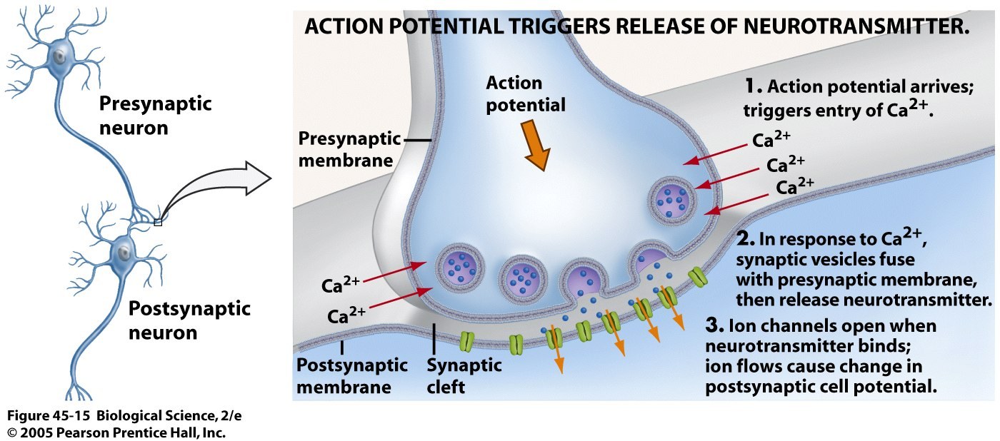 ACTION POTENTIAL TRIGGERS RELEASE OF NEUROTRANSMITTER.
Presynaptic
neuron
Postsynaptic
neuron
Action
potential
Presynaptic
membrane
1. Action potential arrives;
triggers entry of Ca2+.
Ca2+
Ca2+
Ca2+
2. In response to Ca2+,
synaptic vesicles fuse
with presynaptic membrane,
then release neurotransmitter.
Ca2+
Ca2+
3. Ion channels open when
neurotransmitter binds;
ion flows cause change in
postsynaptic cell potential.
Postsynaptic
membrane
Synaptic
cleft
Figure 45-15 Biological Science, 2/e
© 2005 Pearson Prentice Hall, Inc.